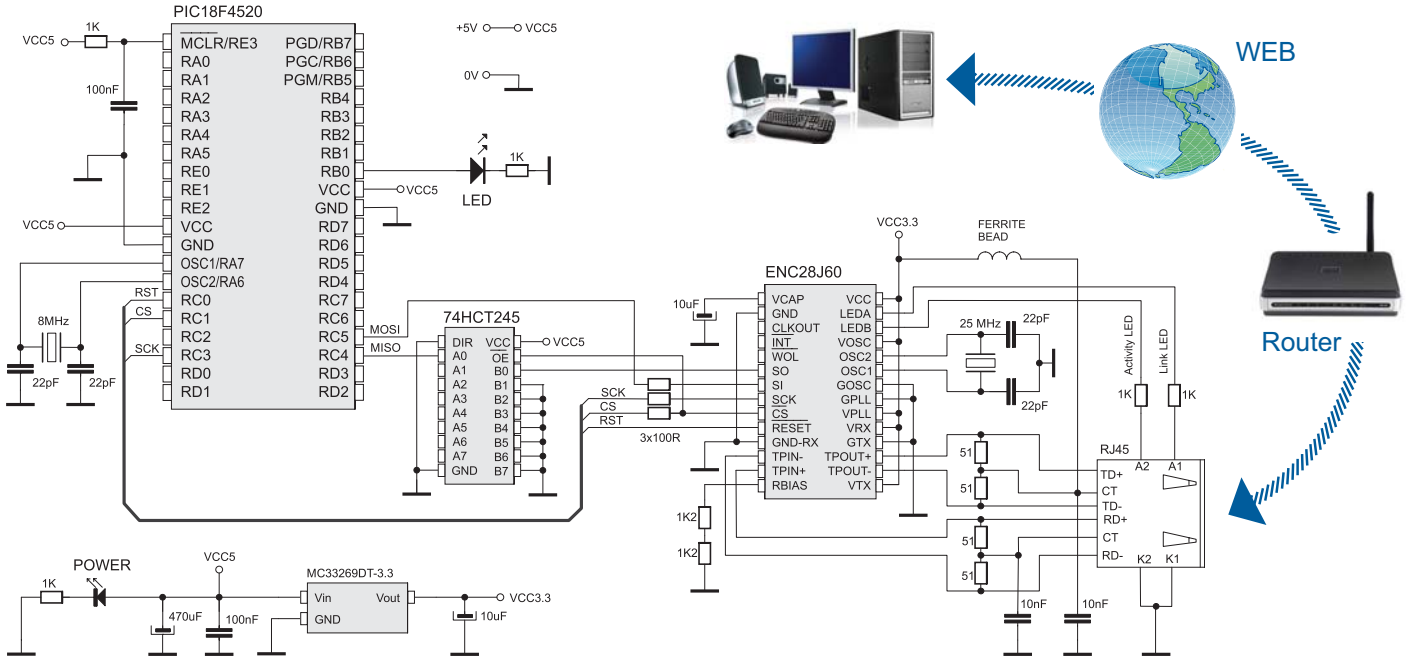 PIC18F4520
1K
VCC5
100nF
MCLR/RE3 PGD/RB7
RA0 PGC/RB6
RA1 PGM/RB5
RA2 RB4
RA3 RB3
RA4 RB2
RA5 RB1
RE0 RB0
RE1 VCC
RE2 GND
VCC RD7
GND RD6
OSC1/RA7 RD5
OSC2/RA6 RD4
RC0 RC7
RC1 RC6
RC2 RC5
RC3 RC4
RD0 RD3
RD1 RD2
VCC5
RST
CS
SCK
8MHz
22pF
22pF
+5V VCC5
0V
1K
LED
VCC5
MOSI
MISO
74HCT245
DIR VCC
A0 OE
A1 B0
A2 B1
A3 B2
A4 B3
A5 B4
A6 B5
A7 B6
GND B7
VCC5
SCK
CS
RST
3x100R
ENC28J60
VCAP VCC
GND LEDA
CLKOUT LEDB
INT VOSC
WOL OSC2
SO OSC1
SI GOSC
SCK GPLL
CS VPLL
RESET VRX
GND-RX GTX
TPIN- TPOUT+
TPIN+ TPOUT-
RBIAS VTX
10uF
VCC3.3
FERRITE
BEAD
25 MHz
22pF
22pF
1K2
1K2
51
51
51
51
Activity LED
Link LED
1K
1K
RJ45
A2 A1
TD+
CT
TD-
RD+
CT
RD-
K2 K1
10nF
10nF
POWER
1K
VCC5
470uF
100nF
MC33269DT-3.3
Vin Vout
GND
VCC3.3
10uF
WEB
Router